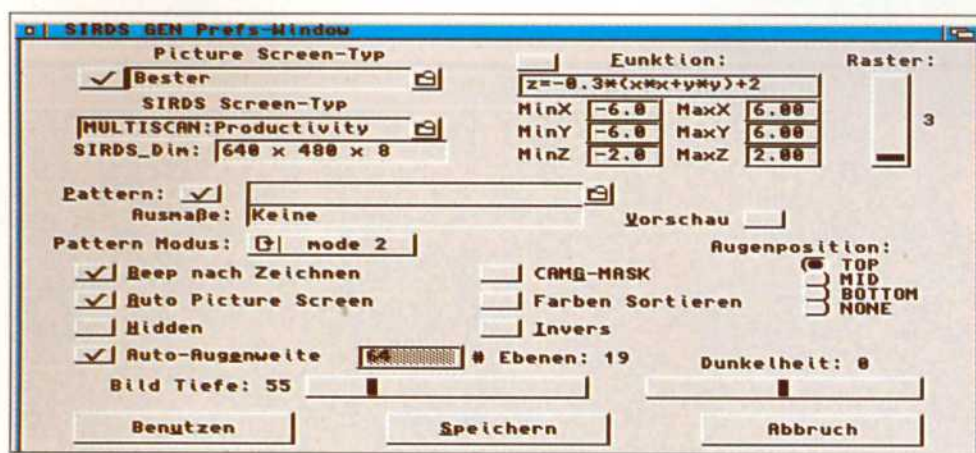 SIRDS GEN Prefs-Window
Picture Screen-Typ
Bester
SIRDS Screen-Typ
MULTISCAN:Productivity
SIRDS_Dim: 640 x 480 x 8
Funktion:
z=-0.3*(x*x+y*y)+2
MinX -6.0 MaxX 6.00
MinY -6.0 MaxY 6.00
MinZ -2.0 MaxZ 2.00
Raster:
3
Pattern:
Ausmaße: Keine
Vorschau
Pattern Modus: mode 2
Augenposition:
TOP
MID
BOTTOM
NONE
Beep nach Zeichnen
CAMG-MASK
Auto Picture Screen
Farben Sortieren
Hidden
Invers
Auto-Augenweite 64 # Ebenen: 19
Dunkelheit: 0
Bild Tiefe: 55
Benutzen
Speichern
Abbruch